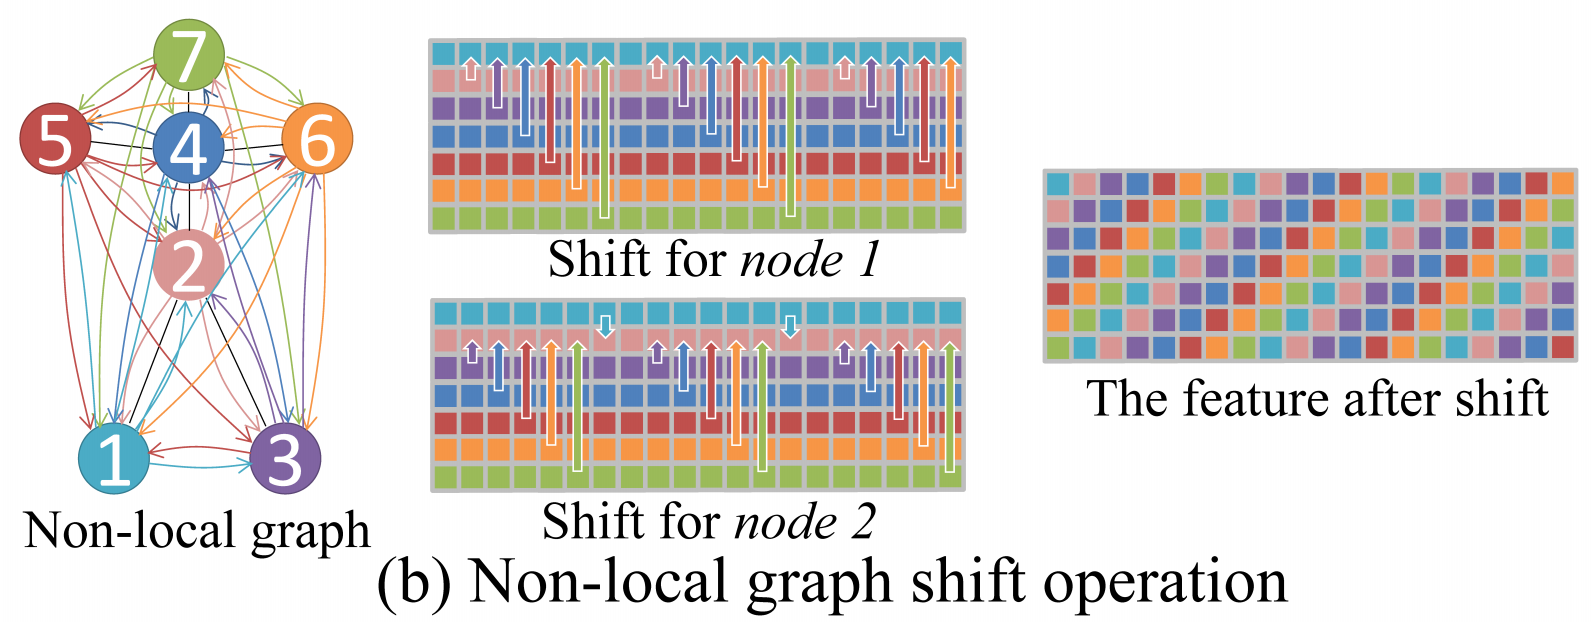 7
5
4
6
2
1
3
Non-local graph
Shift for node 1
Shift for node 2
The feature after shift
(b) Non-local graph shift operation